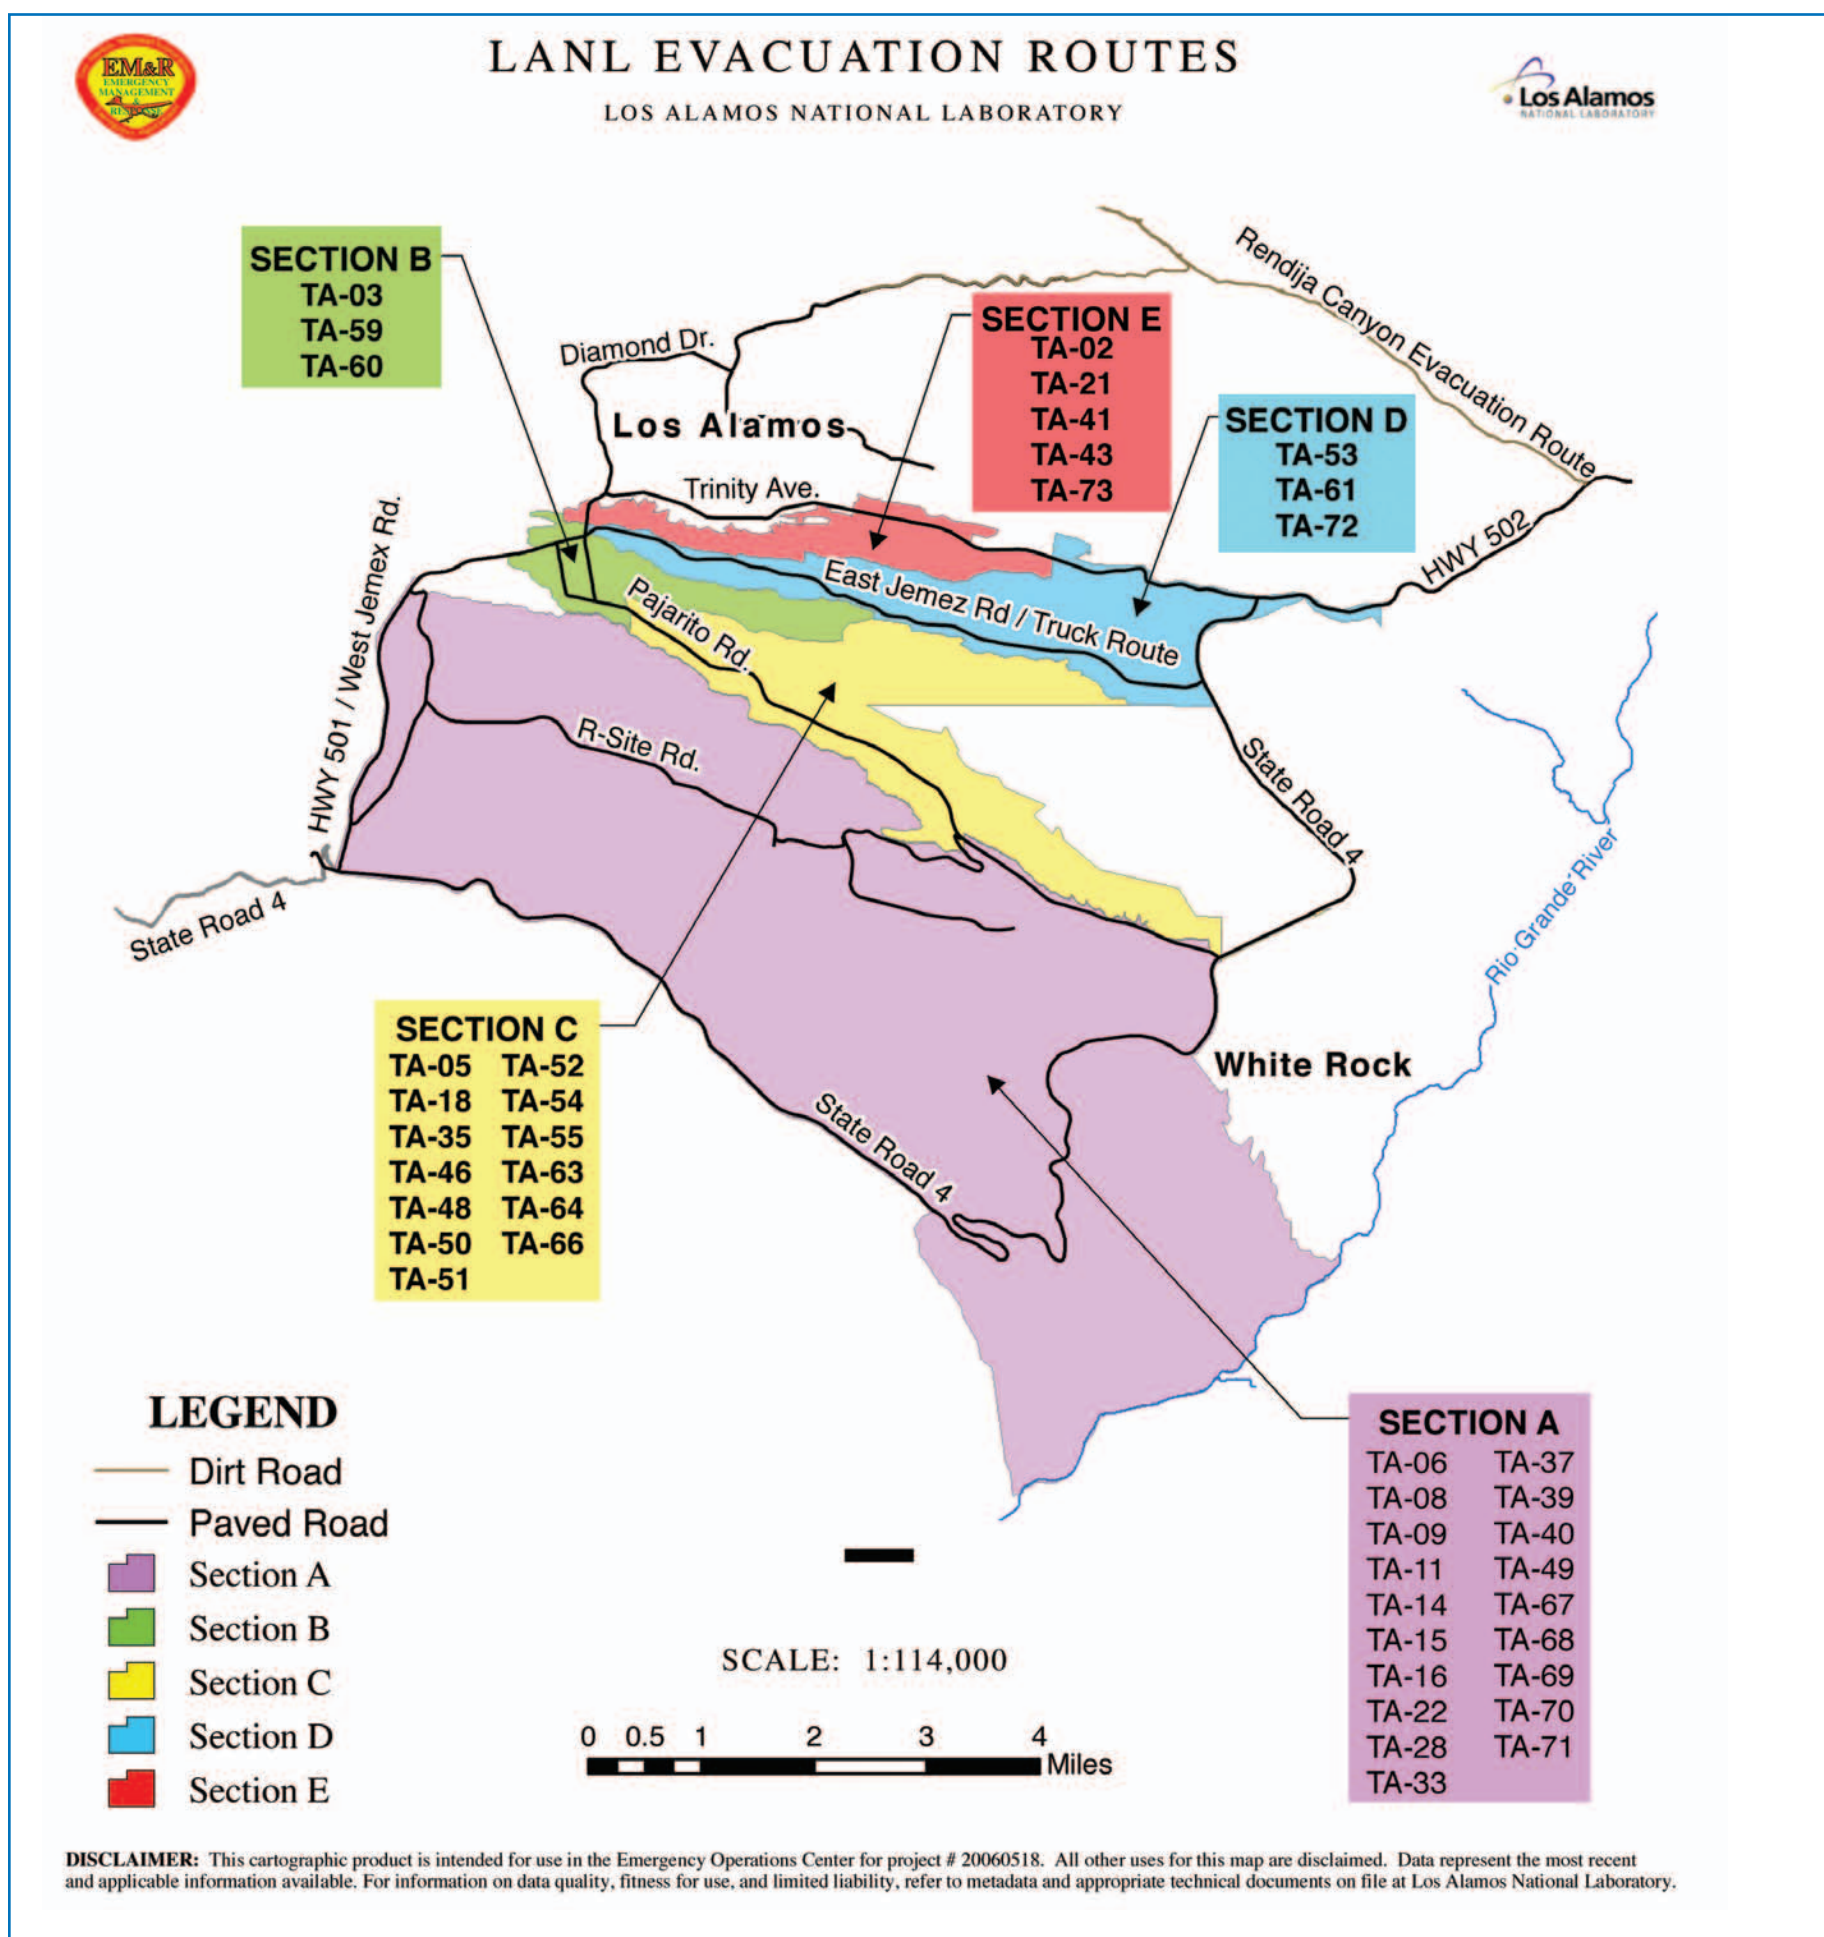 LANL EVACUATION ROUTES
LOS ALAMOS NATIONAL LABORATORY
EM&R
EMERGENCY
MANAGEMENT
&
RESPONSE
Los Alamos
NATIONAL LABORATORY
SECTION B
TA-03
TA-59
TA-60
SECTION E
TA-02
TA-21
TA-41
TA-43
TA-73
SECTION D
TA-53
TA-61
TA-72
Rendija Canyon Evacuation Route
Diamond Dr.
Los Alamos
Trinity Ave.
HWY 502
HWY 501 / West Jemex Rd.
East Jemez Rd / Truck Route
Pajarito Rd.
R-Site Rd.
State Road 4
State Road 4
Rio Grande River
SECTION C
TA-05 TA-52
TA-18 TA-54
TA-35 TA-55
TA-46 TA-63
TA-48 TA-64
TA-50 TA-66
TA-51
White Rock
State Road 4
SECTION A
TA-06 TA-37
TA-08 TA-39
TA-09 TA-40
TA-11 TA-49
TA-14 TA-67
TA-15 TA-68
TA-16 TA-69
TA-22 TA-70
TA-28 TA-71
TA-33
LEGEND
Dirt Road
Paved Road
Section A
Section B
Section C
Section D
Section E
SCALE: 1:114,000
0 0.5 1 2 3 4
Miles
DISCLAIMER: This cartographic product is intended for use in the Emergency Operations Center for project # 20060518. All other uses for this map are disclaimed. Data represent the most recent
and applicable information available. For information on data quality, fitness for use, and limited liability, refer to metadata and appropriate technical documents on file at Los Alamos National Laboratory.